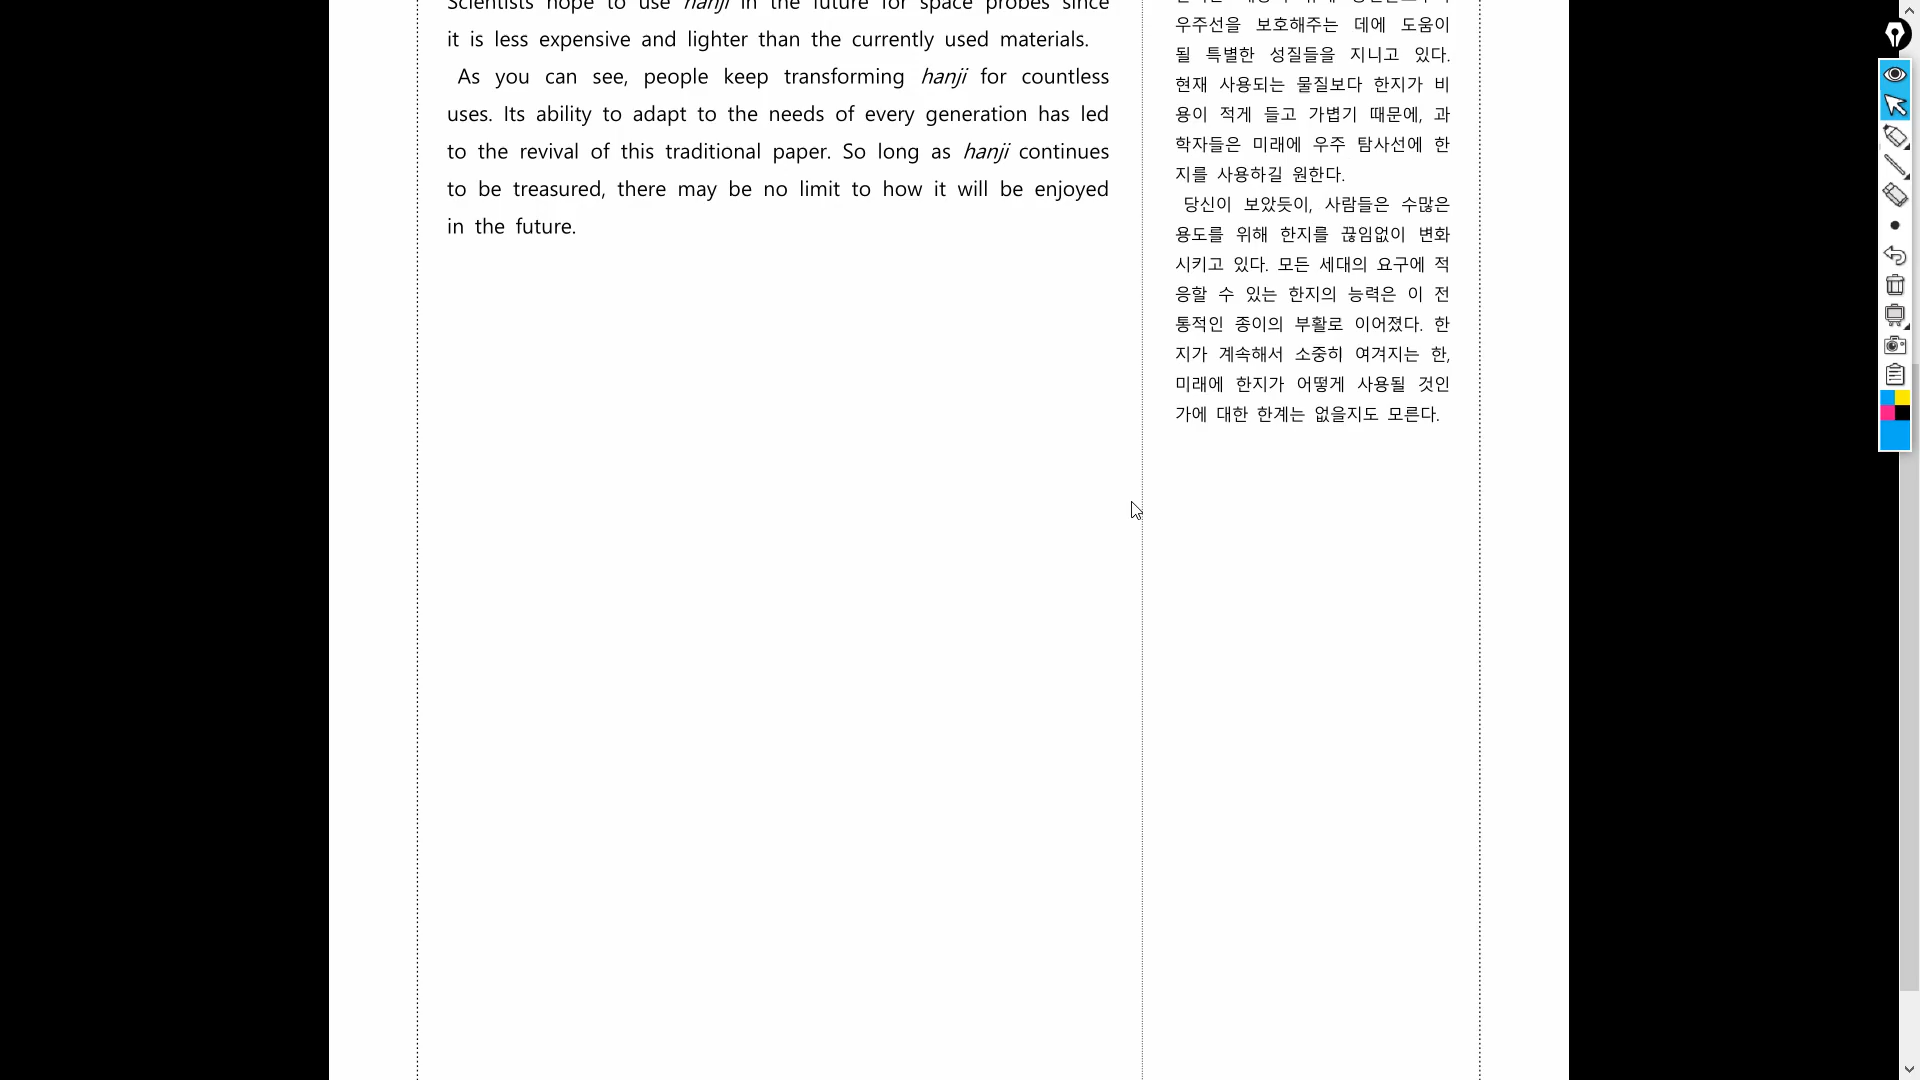 Scientists hope to use hanji in the future for space probes since
it is less expensive and lighter than the currently used materials.
As you can see, people keep transforming hanji for countless
uses. Its ability to adapt to the needs of every generation has led
to the revival of this traditional paper. So long as hanji continues
to be treasured, there may be no limit to how it will be enjoyed
in the future.
우주선을 보호해주는 데에 도움이
될 특별한 성질들을 지니고 있다.
현재 사용되는 물질보다 한지가 비
용이 적게 들고 가볍기 때문에, 과
학자들은 미래에 우주 탐사선에 한
지를 사용하길 원한다.
당신이 보았듯이, 사람들은 수많은
용도를 위해 한지를 끊임없이 변화
시키고 있다. 모든 세대의 요구에 적
응할 수 있는 한지의 능력은 이 전
통적인 종이의 부활로 이어졌다. 한
지가 계속해서 소중히 여겨지는 한,
미래에 한지가 어떻게 사용될 것인
가에 대한 한계는 없을지도 모른다.